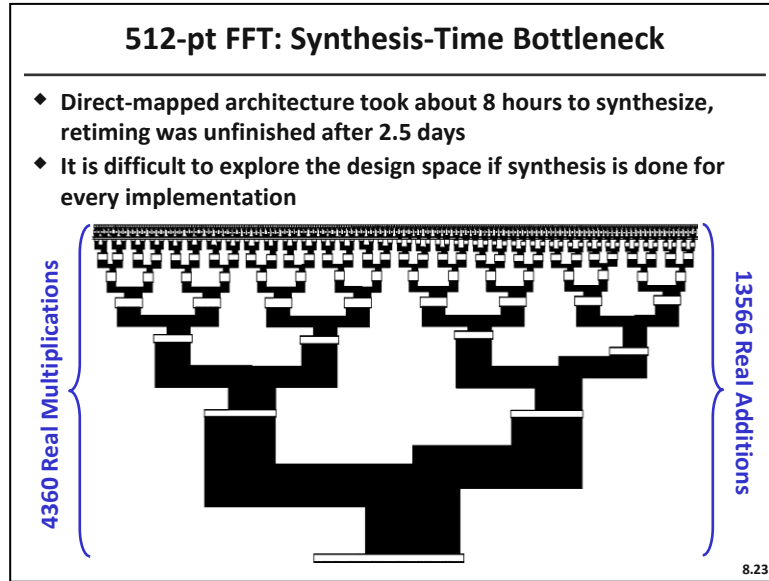 512-pt FFT: Synthesis-Time Bottleneck
◆ Direct-mapped architecture took about 8 hours to synthesize,
retiming was unfinished after 2.5 days
◆ It is difficult to explore the design space if synthesis is done for
every implementation
4360 Real Multiplications
13566 Real Additions
8.23